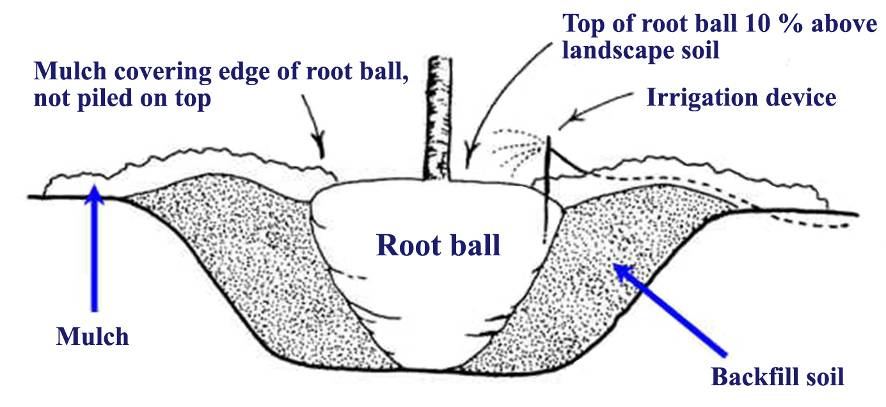 Top of root ball 10 % above
landscape soil
Mulch covering edge of root ball,
not piled on top
Irrigation device
Root ball
Mulch
Backfill soil